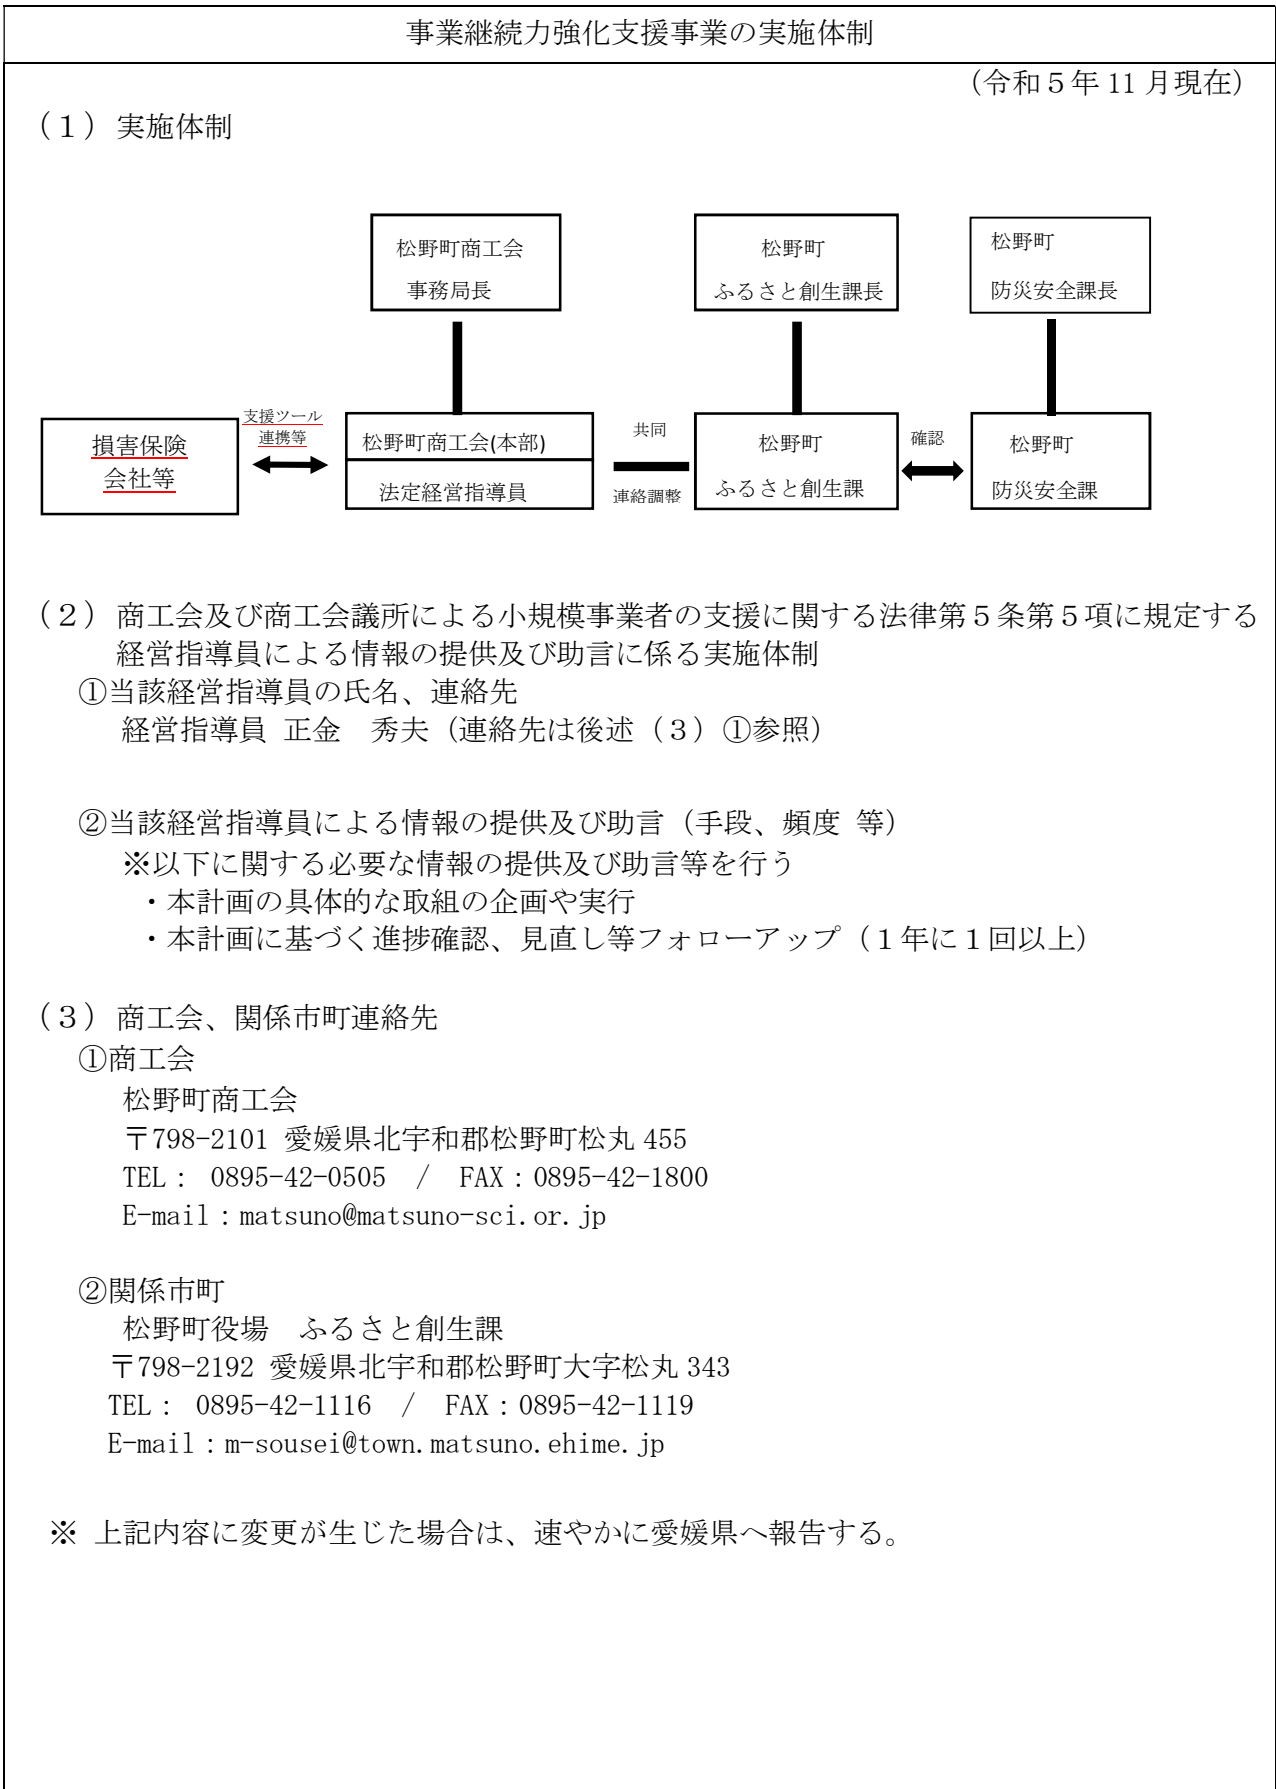 事業継続力強化支援事業の実施体制
（令和５年 11 月現在）
（１）実施体制
松野町商工会
事務局長
松野町
ふるさと創生課長
松野町
防災安全課長
損害保険
会社等
支援ツール
連携等
松野町商工会(本部)
法定経営指導員
共同
連絡調整
松野町
ふるさと創生課
確認
松野町
防災安全課
（２）商工会及び商工会議所による小規模事業者の支援に関する法律第５条第５項に規定する
経営指導員による情報の提供及び助言に係る実施体制
①当該経営指導員の氏名、連絡先
経営指導員 正金　秀夫（連絡先は後述（３）①参照）
②当該経営指導員による情報の提供及び助言（手段、頻度 等）
※以下に関する必要な情報の提供及び助言等を行う
・本計画の具体的な取組の企画や実行
・本計画に基づく進捗確認、見直し等フォローアップ（１年に１回以上）
（３）商工会、関係市町連絡先
①商工会
松野町商工会
〒798-2101 愛媛県北宇和郡松野町松丸 455
TEL： 0895-42-0505　/　FAX：0895-42-1800
E-mail：matsuno@matsuno-sci.or.jp
②関係市町
松野町役場　ふるさと創生課
〒798-2192 愛媛県北宇和郡松野町大字松丸 343
TEL： 0895-42-1116　/　FAX：0895-42-1119
E-mail：m-sousei@town.matsuno.ehime.jp
※ 上記内容に変更が生じた場合は、速やかに愛媛県へ報告する。